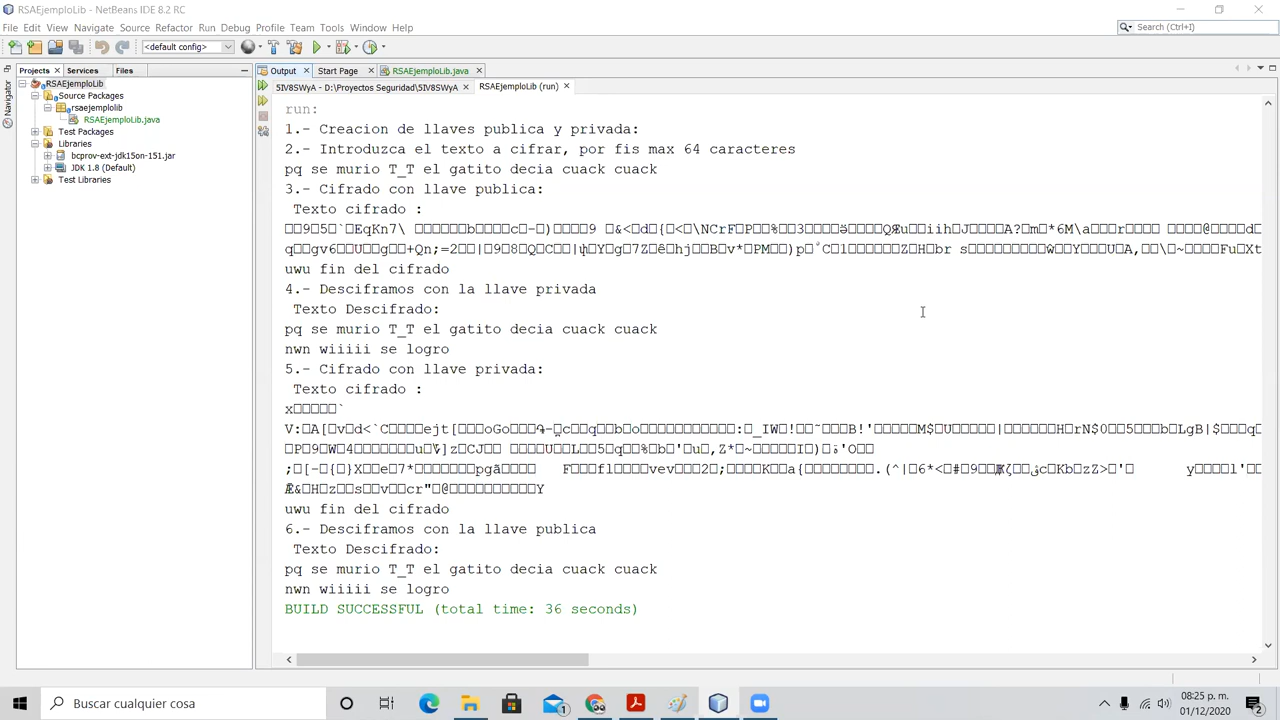 RSAEjemploLib - NetBeans IDE 8.2 RC
File Edit View Navigate Source Refactor Run Debug Profile Team Tools Window Help
Search (Ctrl+I)
<default config>
Projects Services Files
Output Start Page RSAEjemploLib.java
Navigator
RSAEjemploLib
Source Packages
rsaejemplolib
RSAEjemploLib.java
Test Packages
Libraries
bcprov-ext-jdk15on-151.jar
JDK 1.8 (Default)
Test Libraries
5IV8SWyA - D:\Proyectos Seguridad\5IV8SWyA RSAEjemploLib (run)
run:
1.- Creacion de llaves publica y privada:
2.- Introduzca el texto a cifrar, por fis max 64 caracteres
pq se murio T_T el gatito decia cuack cuack
3.- Cifrado con llave publica:
Texto cifrado :
uwu fin del cifrado
4.- Desciframos con la llave privada
Texto Descifrado:
pq se murio T_T el gatito decia cuack cuack
nwn wiiiii se logro
5.- Cifrado con llave privada:
Texto cifrado :
uwu fin del cifrado
6.- Desciframos con la llave publica
Texto Descifrado:
pq se murio T_T el gatito decia cuack cuack
nwn wiiiii se logro
BUILD SUCCESSFUL (total time: 36 seconds)
Buscar cualquier cosa
1
08:25 p. m.
01/12/2020
2